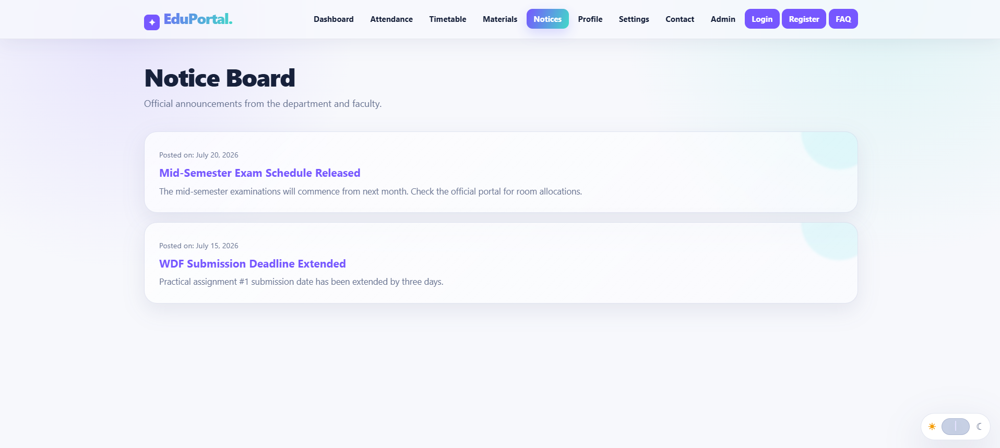 EduPortal.
Dashboard Attendance Timetable Materials Notices Profile Settings Contact Admin Login Register FAQ
Notice Board
Official announcements from the department and faculty.
Posted on: July 20, 2026
Mid-Semester Exam Schedule Released
The mid-semester examinations will commence from next month. Check the official portal for room allocations.
Posted on: July 15, 2026
WDF Submission Deadline Extended
Practical assignment #1 submission date has been extended by three days.